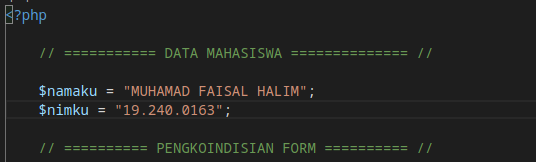 <?php
// =========== DATA MAHASISWA ============== //
$namaku = "MUHAMAD FAISAL HALIM";
$nimku = "19.240.0163";
// ========== PENGKOINDISIAN FORM ========== //